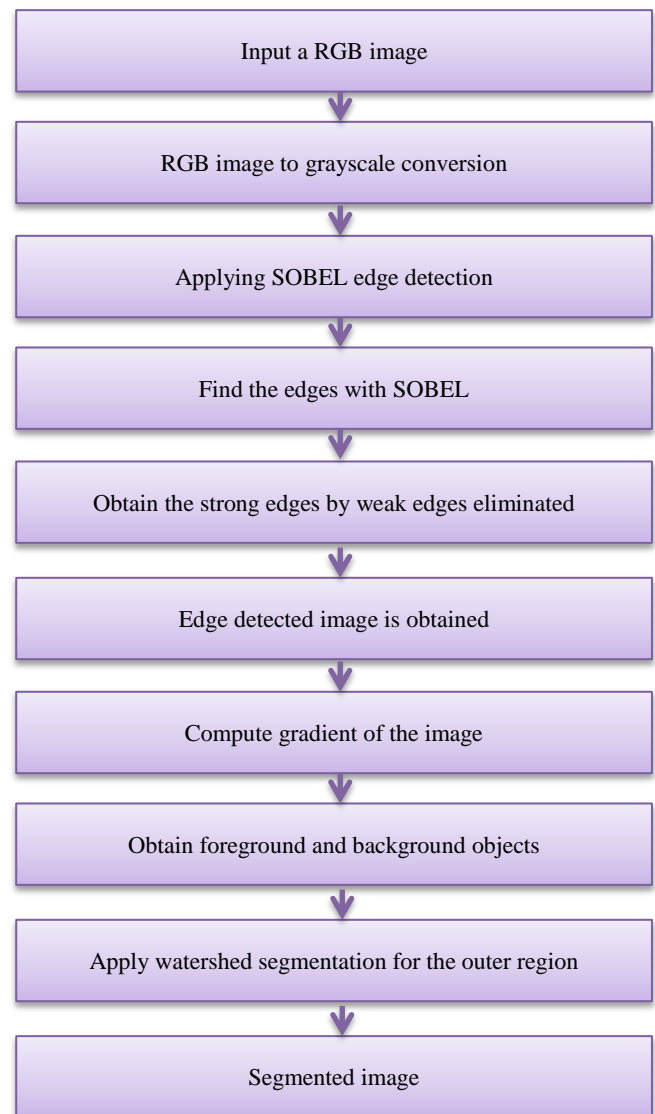 Input a RGB image
RGB image to grayscale conversion
Applying SOBEL edge detection
Find the edges with SOBEL
Obtain the strong edges by weak edges eliminated
Edge detected image is obtained
Compute gradient of the image
Obtain foreground and background objects
Apply watershed segmentation for the outer region
Segmented image